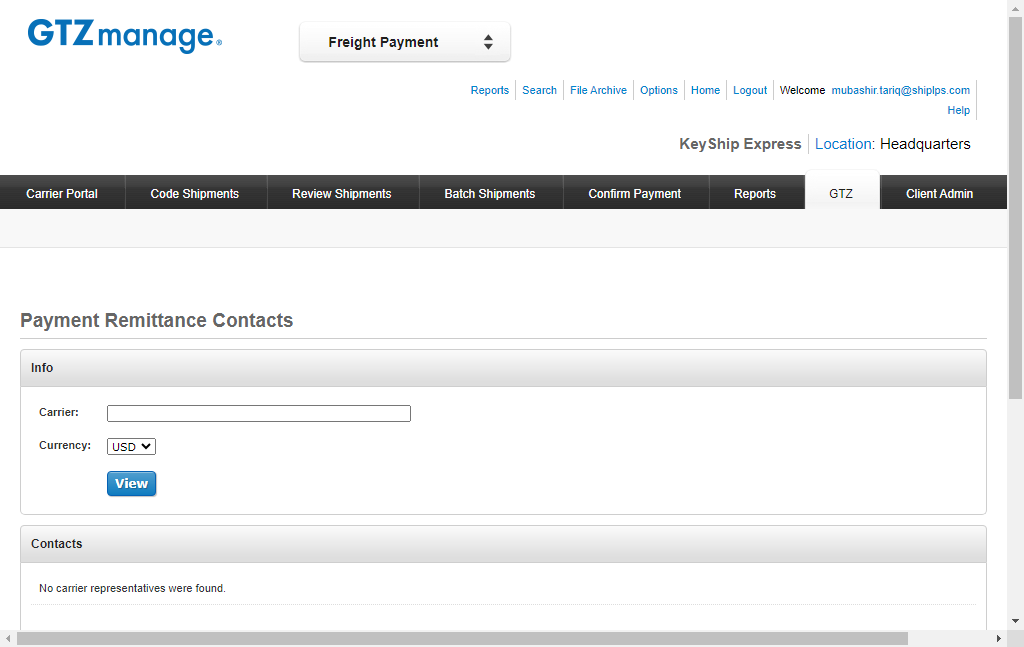 GTZmanage®
Freight Payment
Reports Search File Archive Options Home Logout Welcome mubashir.tariq@shiplps.com
Help
KeyShip Express Location: Headquarters
Carrier Portal Code Shipments Review Shipments Batch Shipments Confirm Payment Reports GTZ Client Admin
Payment Remittance Contacts
Info
Carrier:
Currency: USD
View
Contacts
No carrier representatives were found.